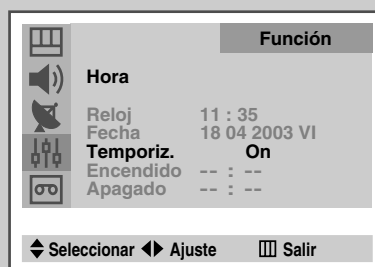 Función
Hora
Reloj 11 : 35
Fecha 18 04 2003 VI
Temporiz. On
Encendido -- : --
Apagado -- : --
Seleccionar Ajuste Salir